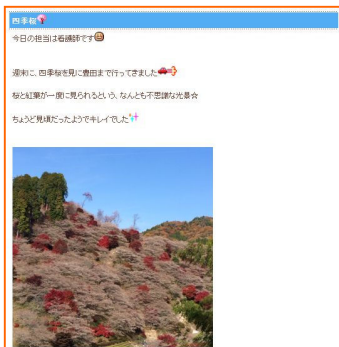 四季桜
今日の担当は看護師です
週末に、四季桜を見に豊田まで行ってきました
桜と紅葉が一度に見られるという、なんとも不思議な光景☆
ちょうど見頃だったようでキレイでした